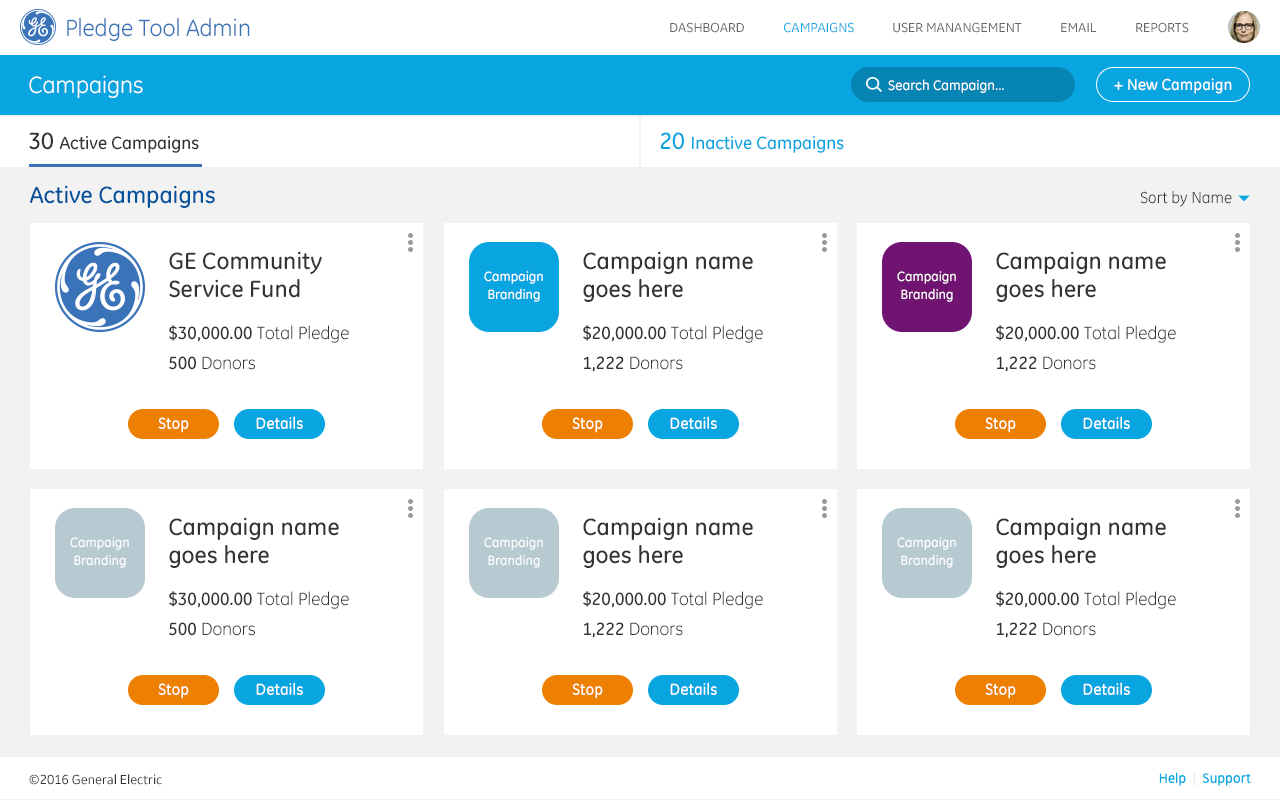 GE Pledge Tool Admin
DASHBOARD CAMPAIGNS USER MANANGEMENT EMAIL REPORTS
Campaigns
Search Campaign...
+ New Campaign
30 Active Campaigns
20 Inactive Campaigns
Active Campaigns
Sort by Name
GE
GE Community
Service Fund
$30,000.00 Total Pledge
500 Donors
Stop Details
Campaign
Branding
Campaign name
goes here
$20,000.00 Total Pledge
1,222 Donors
Stop Details
Campaign
Branding
Campaign name
goes here
$20,000.00 Total Pledge
1,222 Donors
Stop Details
Campaign
Branding
Campaign name
goes here
$30,000.00 Total Pledge
500 Donors
Stop Details
Campaign
Branding
Campaign name
goes here
$20,000.00 Total Pledge
1,222 Donors
Stop Details
Campaign
Branding
Campaign name
goes here
$20,000.00 Total Pledge
1,222 Donors
Stop Details
©2016 General Electric
Help Support